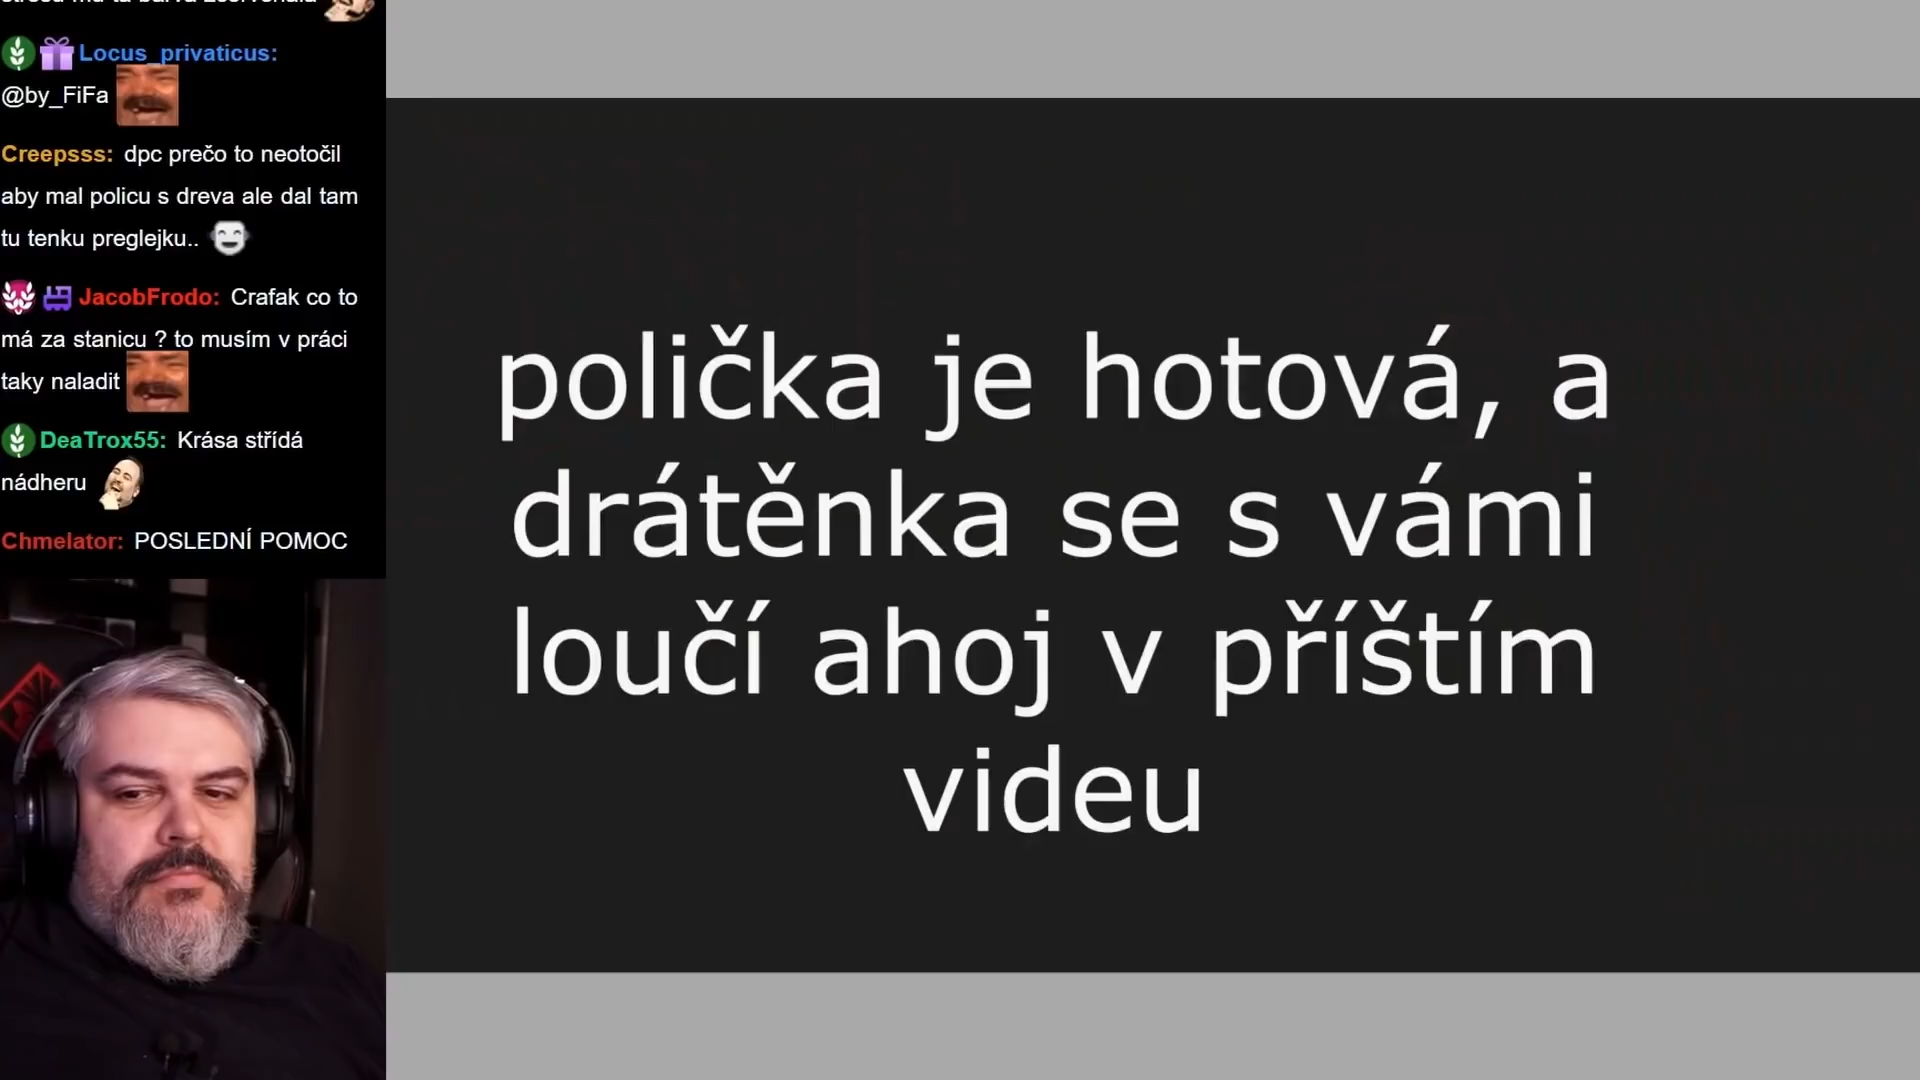 Locus_privaticus:
@by_FiFa
Creepsss: dpc prečo to neotočil
aby mal policu s dreva ale dal tam
tu tenku preglejku..
JacobFrodo: Crafak co to
má za stanicu ? to musím v práci
taky naladit
DeaTrox55: Krása střídá
nádheru
Chmelator: POSLEDNÍ POMOC
polička je hotová, a
drátěnka se s vámi
loučí ahoj v příštím
videu